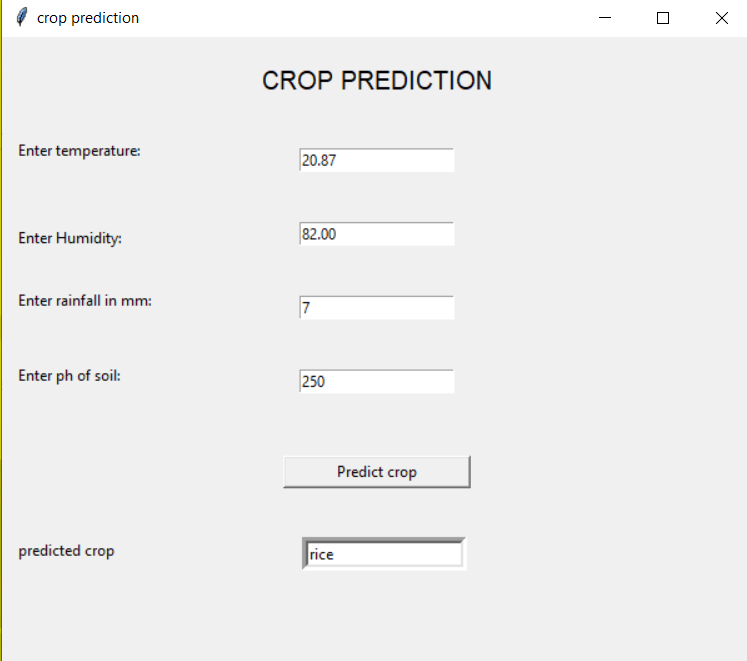 crop prediction
CROP PREDICTION
Enter temperature:
20.87
Enter Humidity:
82.00
Enter rainfall in mm:
7
Enter ph of soil:
250
Predict crop
predicted crop
rice